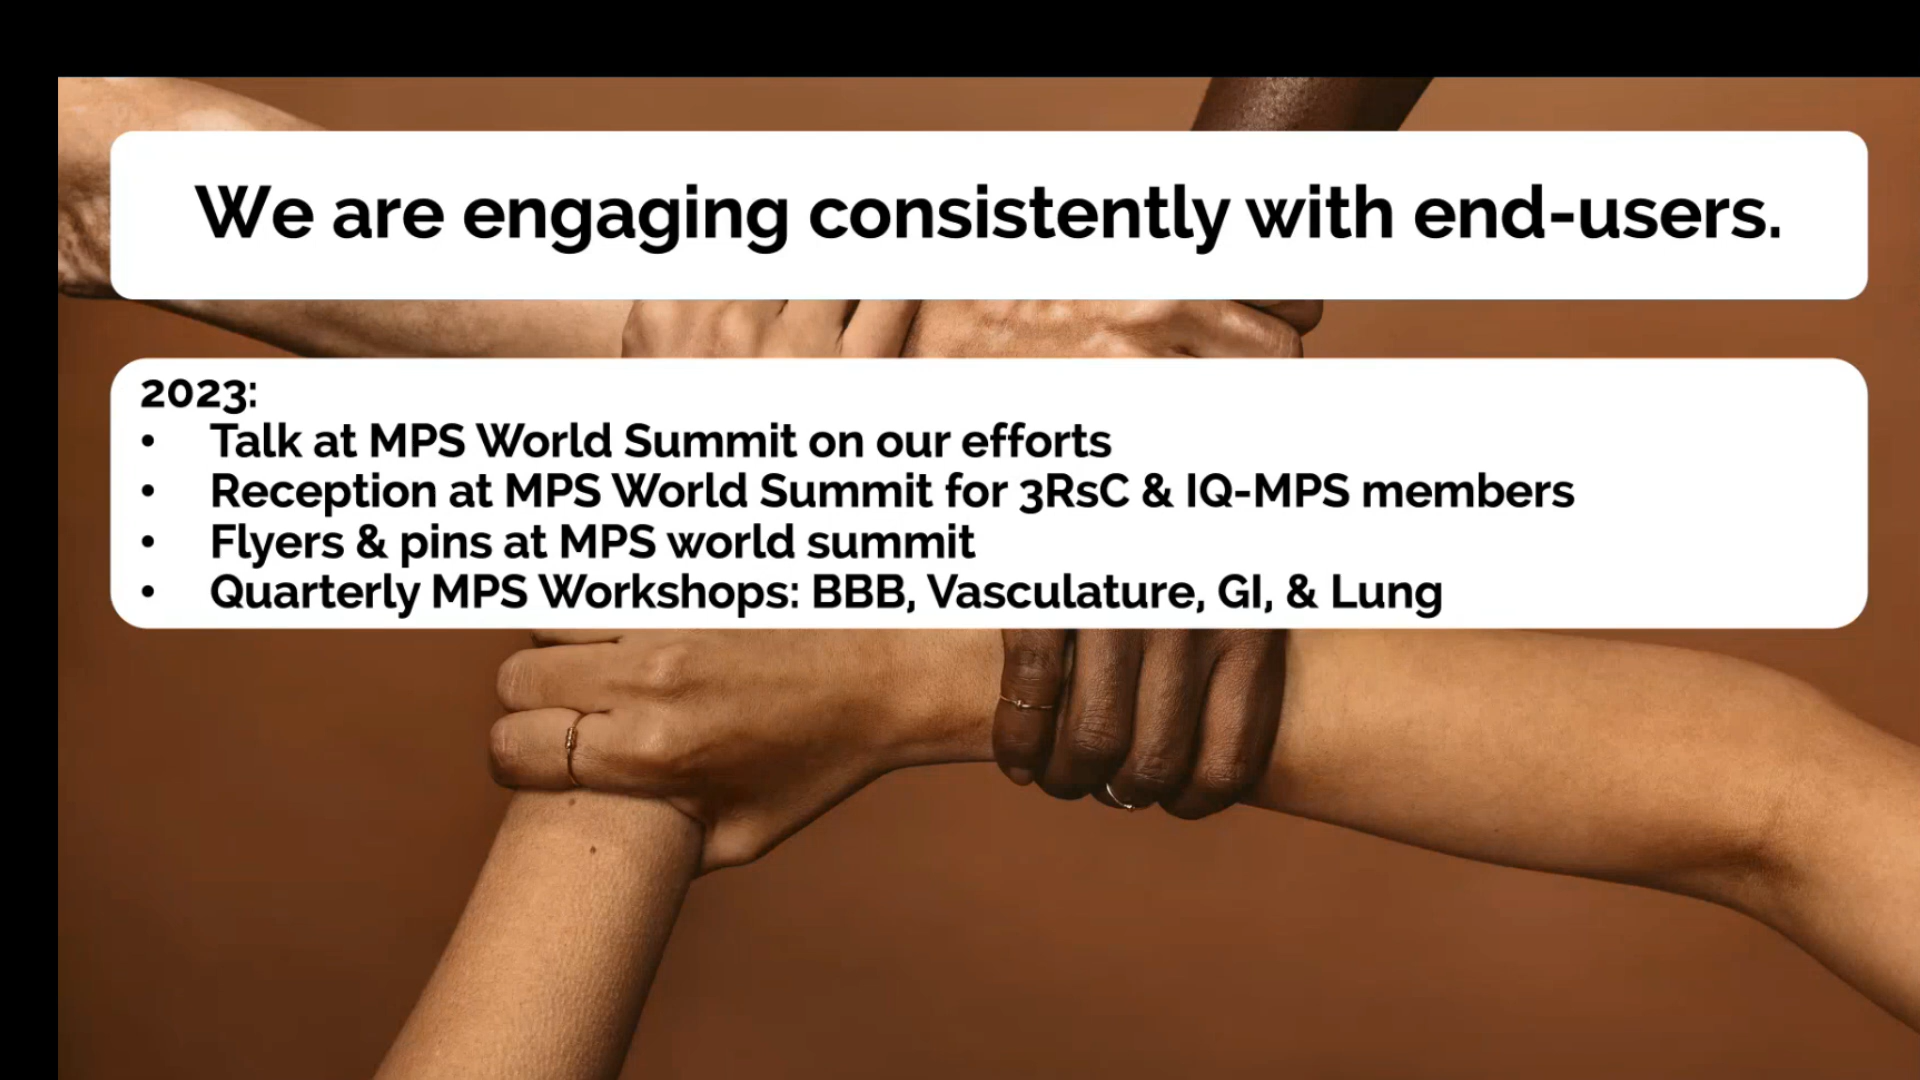 We are engaging consistently with end-users.
2023:
• Talk at MPS World Summit on our efforts
• Reception at MPS World Summit for 3RsC & IQ-MPS members
• Flyers & pins at MPS world summit
• Quarterly MPS Workshops: BBB, Vasculature, GI, & Lung